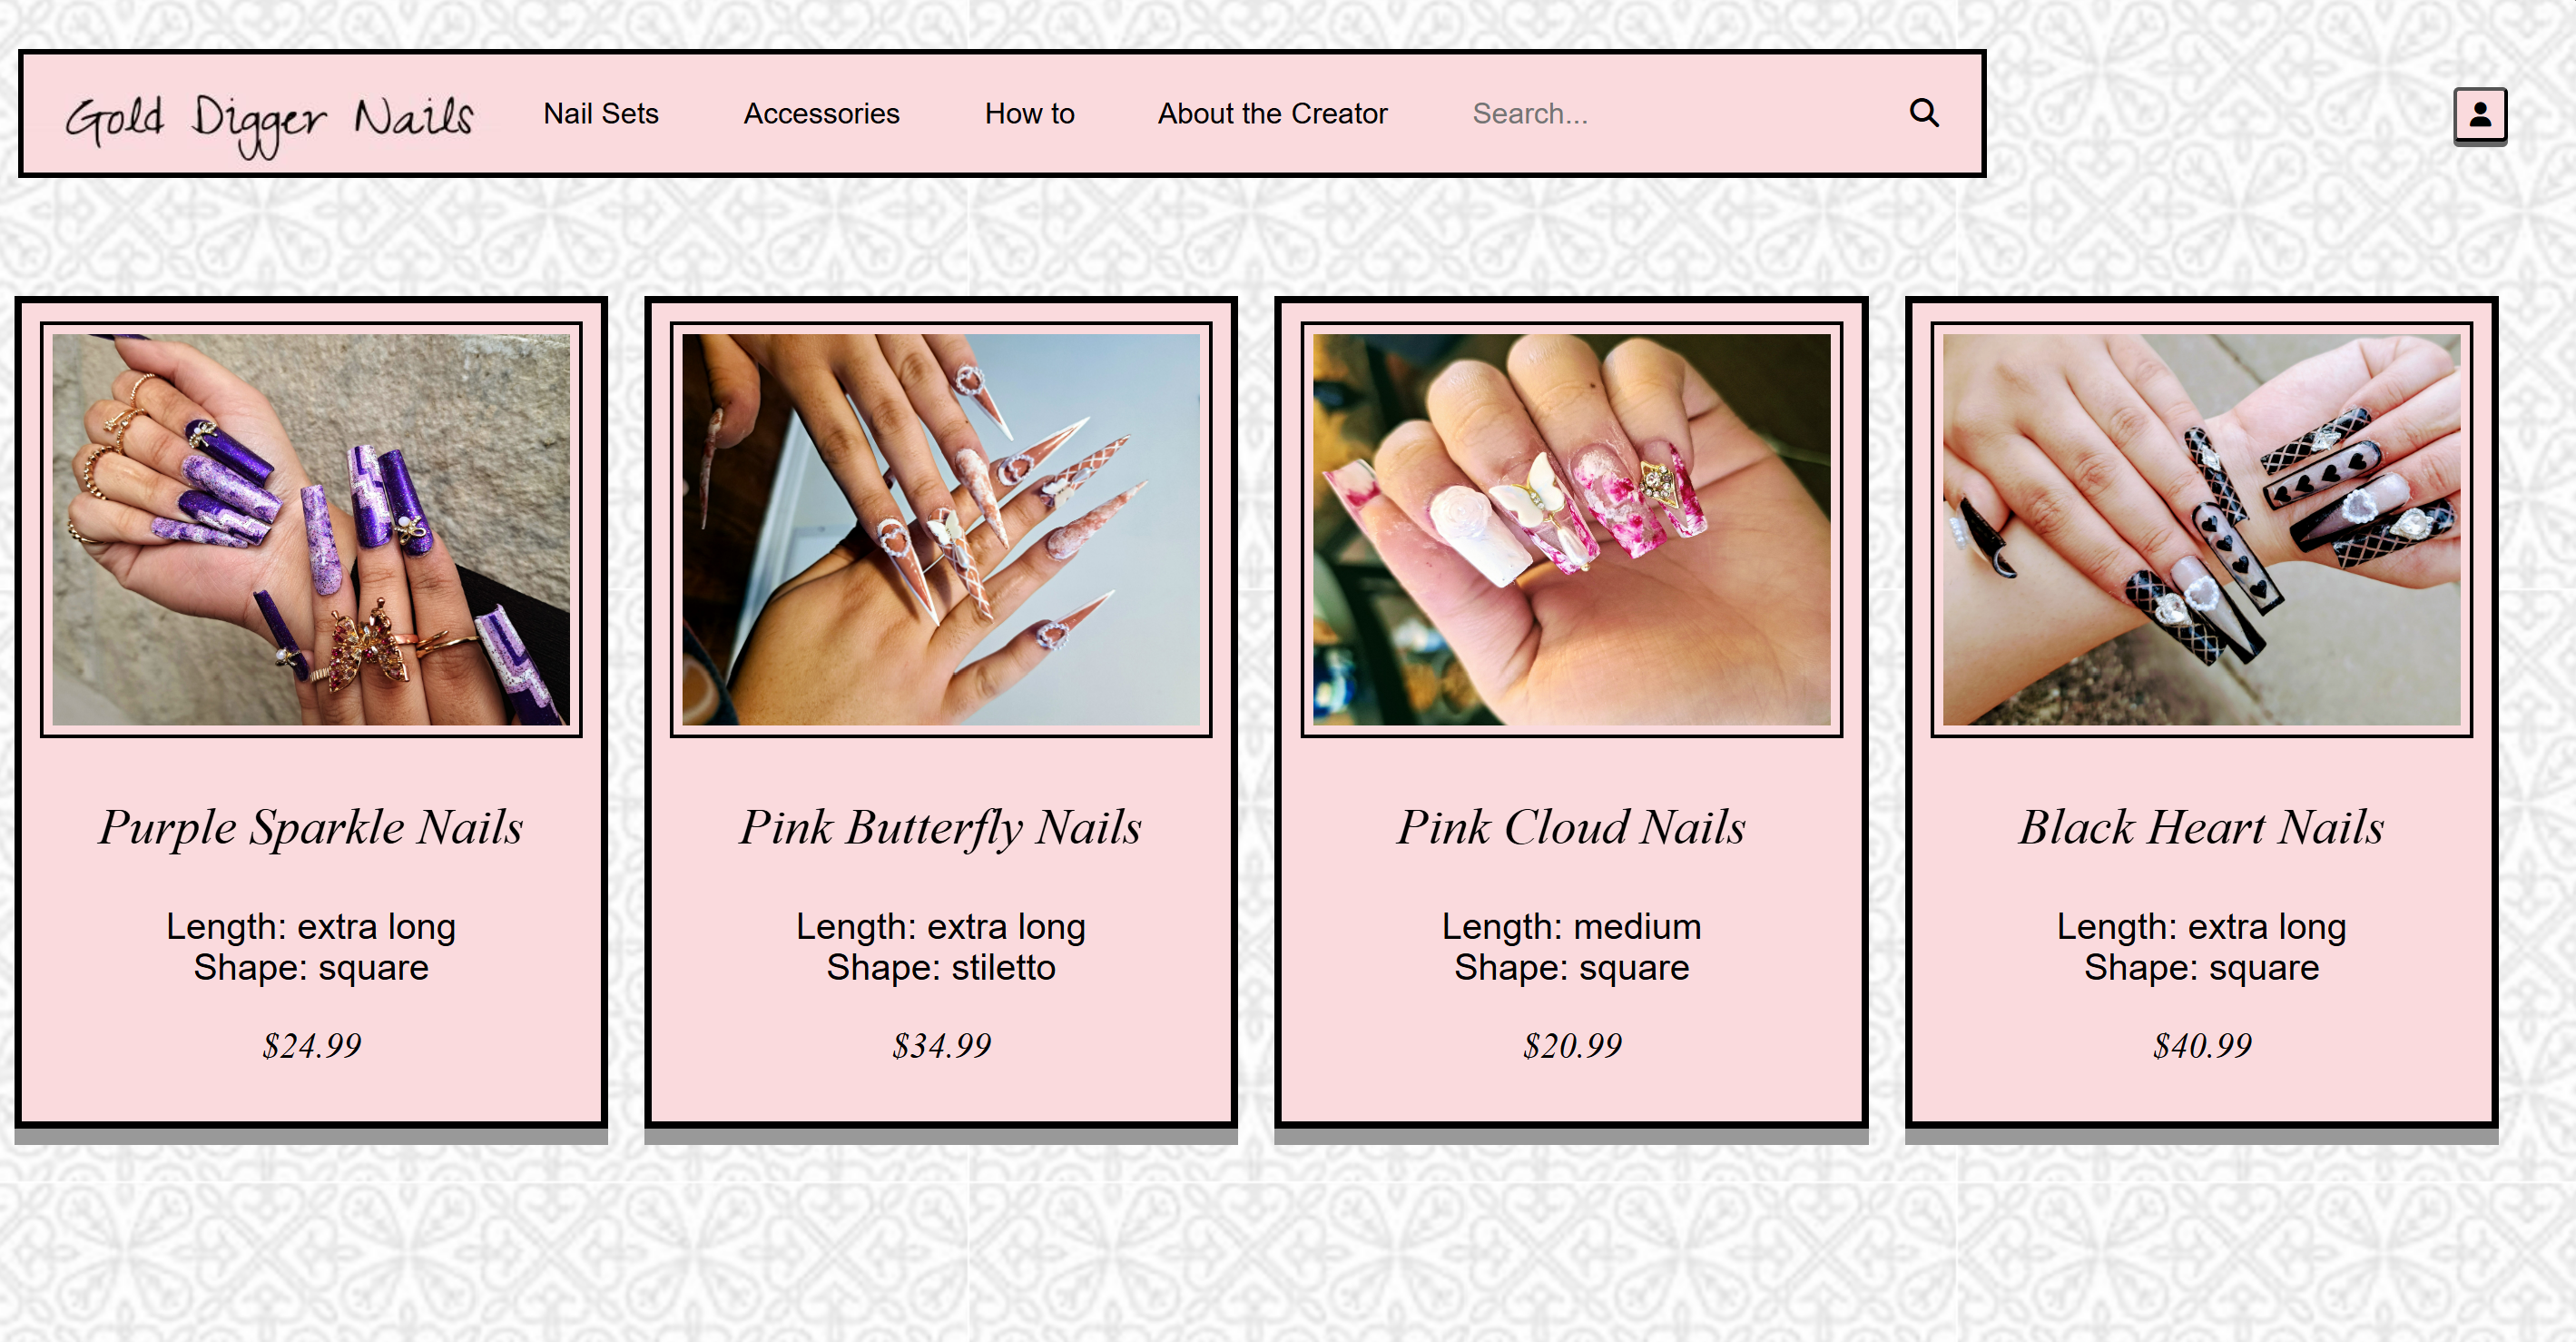 Gold Digger Nails
Nail Sets
Accessories
How to
About the Creator
Search...
Purple Sparkle Nails
Length: extra long
Shape: square
$24.99
Pink Butterfly Nails
Length: extra long
Shape: stiletto
$34.99
Pink Cloud Nails
Length: medium
Shape: square
$20.99
Black Heart Nails
Length: extra long
Shape: square
$40.99